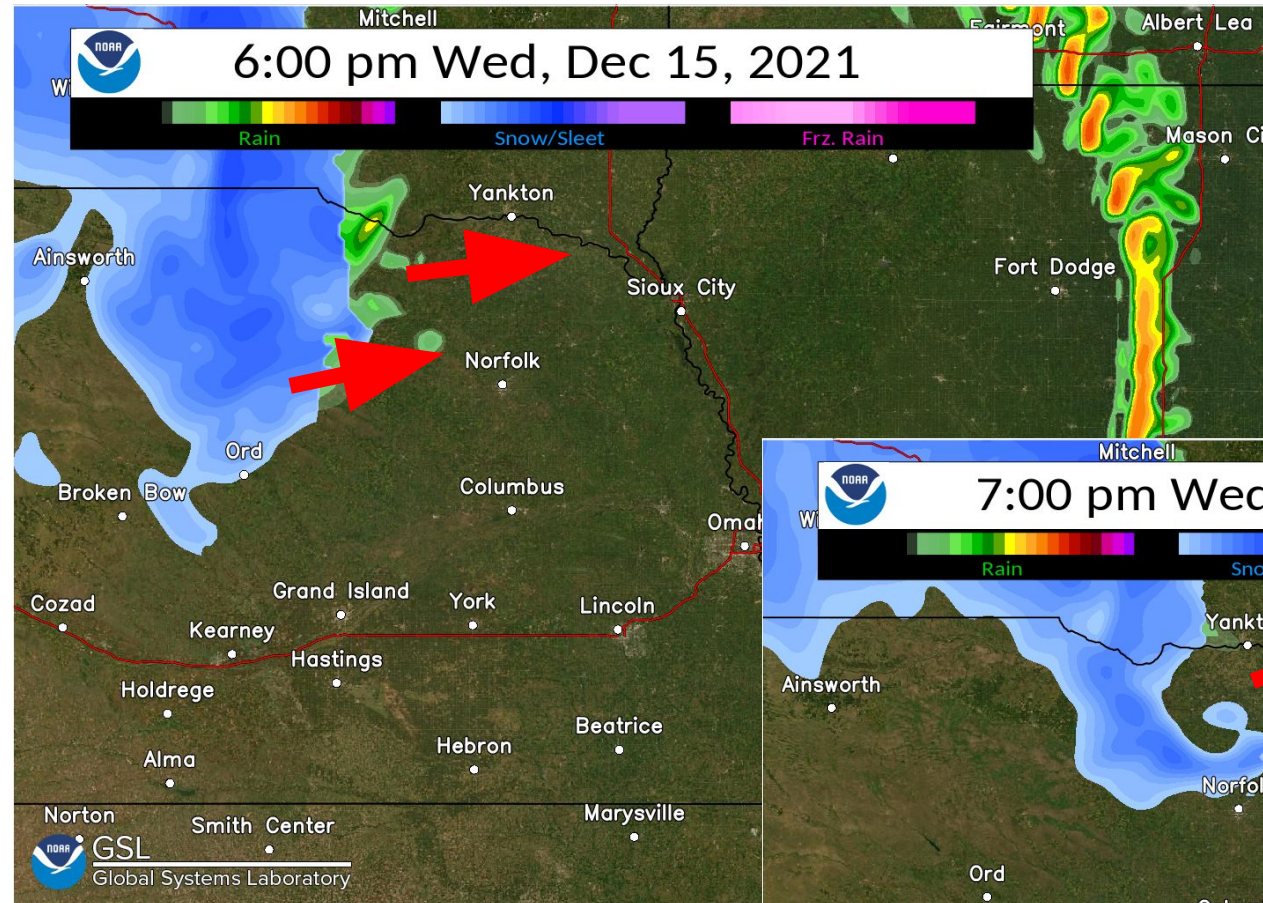 Mitchell
Fairmont
Albert Lea
NOAA
6:00 pm Wed, Dec 15, 2021
Rain
Snow/Sleet
Frz. Rain
Mason Ci
Yankton
Ainsworth
Fort Dodge
Sioux City
Norfolk
Ord
Broken Bow
Columbus
Omah
Grand Island
York
Lincoln
Cozad
Kearney
Hastings
Holdrege
Beatrice
Hebron
Alma
Norton
Smith Center
Marysville
NOAA
GSL
Global Systems Laboratory
Mitchell
NOAA
7:00 pm Wed
Rain
Sno
Yankt
Ainsworth
Norfol
Ord